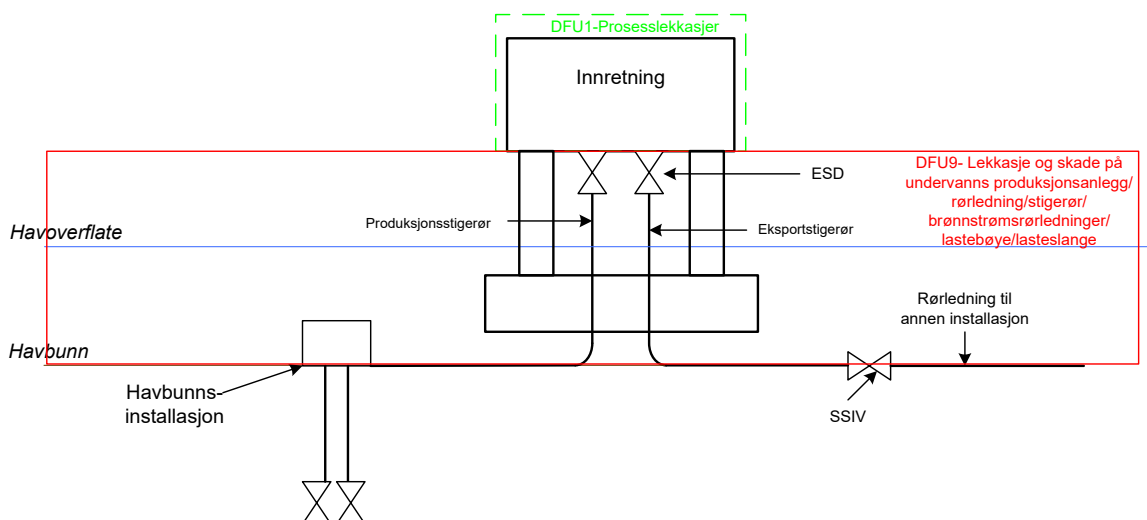 DFU1-Prosesslekkasjer
Innretning
DFU9- Lekkasje og skade på
undervanns produksjonsanlegg/
rørledning/stigerør/
brønnstrømsrørledninger/
lastebøye/lasteslange
ESD
Produksjonsstigerør
Eksportstigerør
Havoverflate
Rørledning til
annen installasjon
Havbunn
Havbunns-
installasjon
SSIV